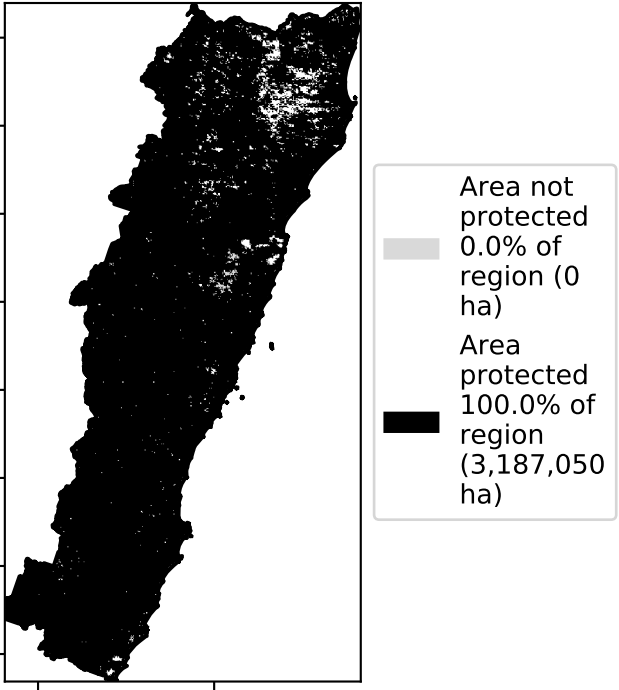 Area not
protected
0.0% of
region (0
ha)
Area
protected
100.0% of
region
(3,187,050
ha)